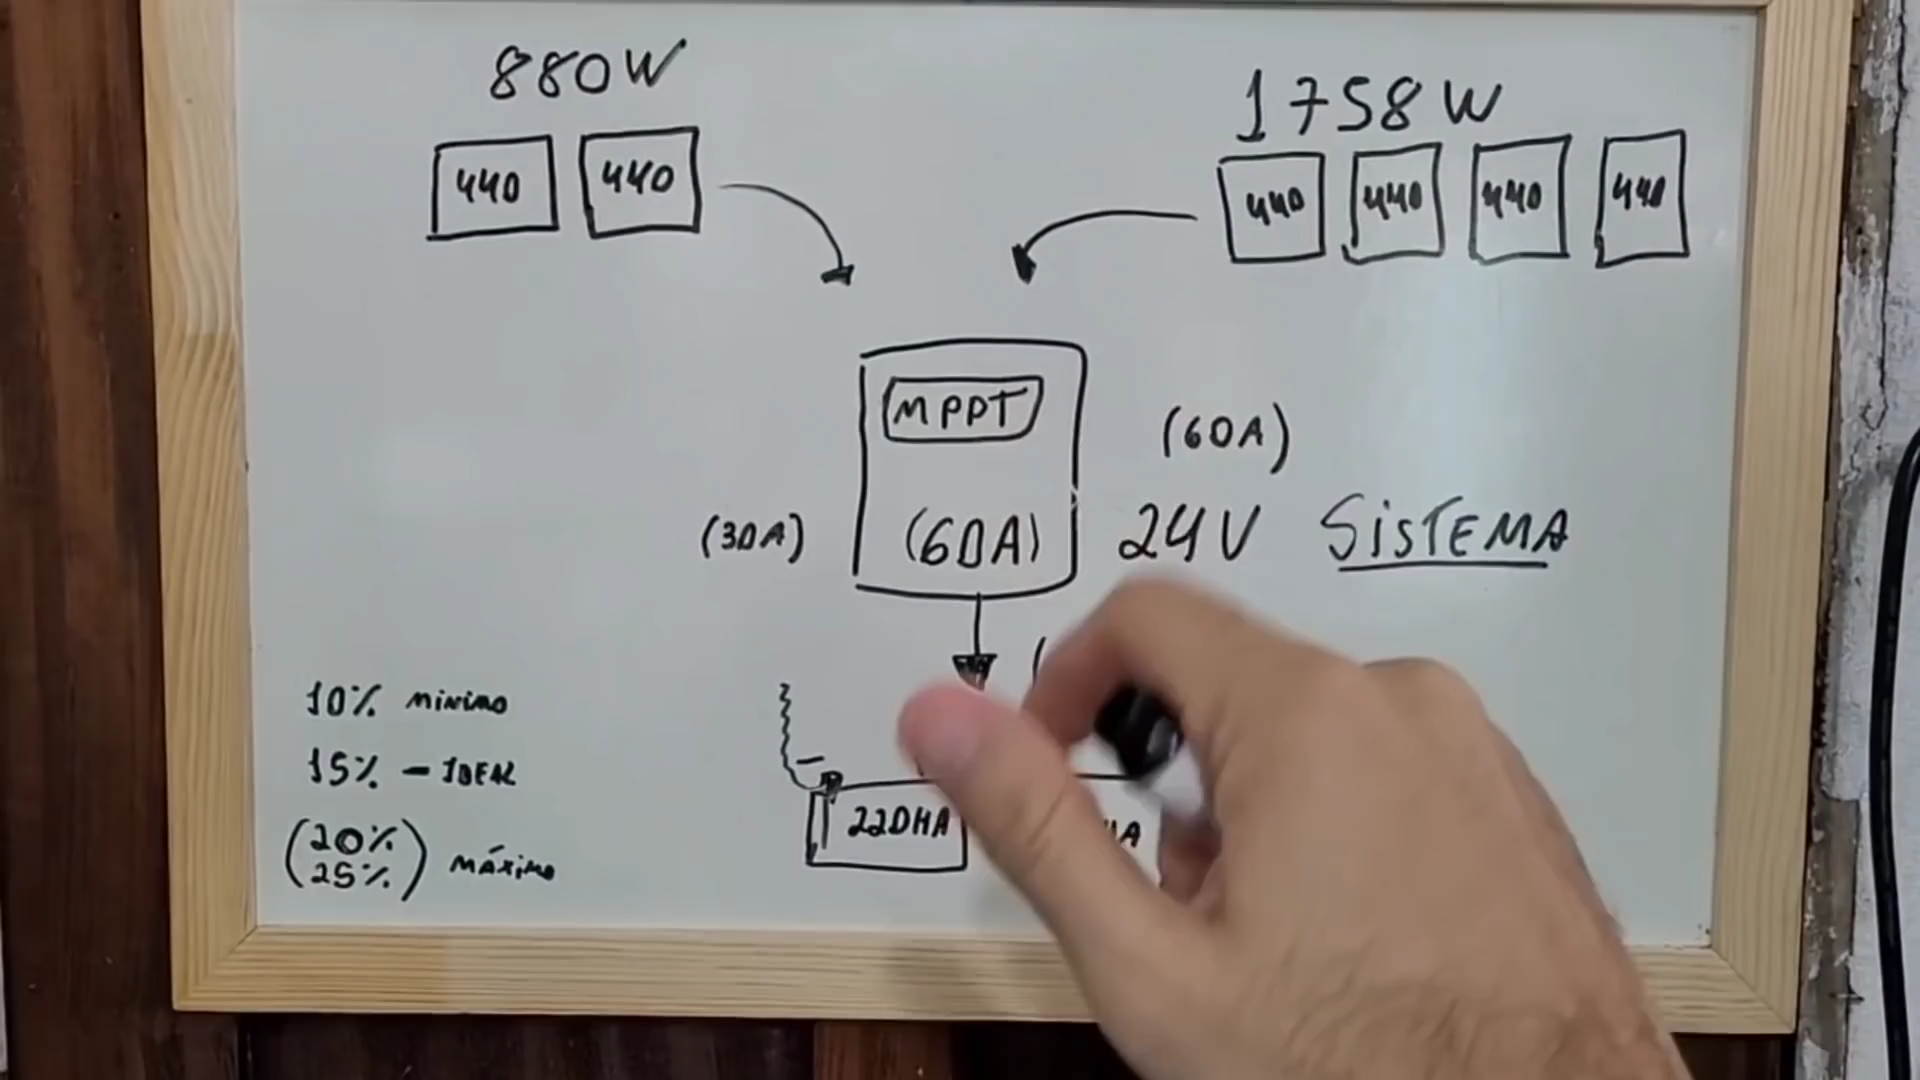 880W
440 440
1758W
440 440 440 440
MPPT
(60A)
(30A)
(60A)
24V SiSTEMA
10% MiNiMO
15% - IDEAL
(20% 25%) MÁXiMO
220HA